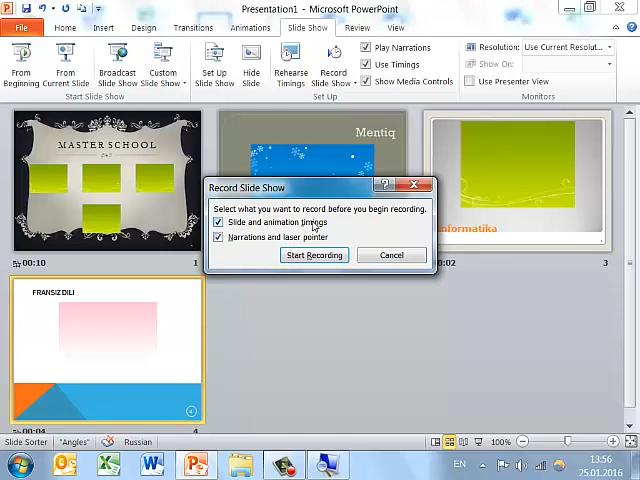 Presentation1 - Microsoft PowerPoint
File Home Insert Design Transitions Animations Slide Show Review View
From Beginning
From Current Slide
Broadcast Slide Show
Custom Slide Show
Set Up Slide Show
Hide Slide
Rehearse Timings
Record Slide Show
Play Narrations
Use Timings
Show Media Controls
Resolution: Use Current Resolut...
Show On:
Use Presenter View
Start Slide Show
Set Up
Monitors
MASTER SCHOOL
00:10
1
Mentiq
Informatika
0:02
3
Record Slide Show
Select what you want to record before you begin recording.
Slide and animation timings
Narrations and laser pointer
Start Recording
Cancel
FRANSIZ DILI
00:04
4
Slide Sorter "Angles" Russian 100%
EN
13:56
25.01.2016